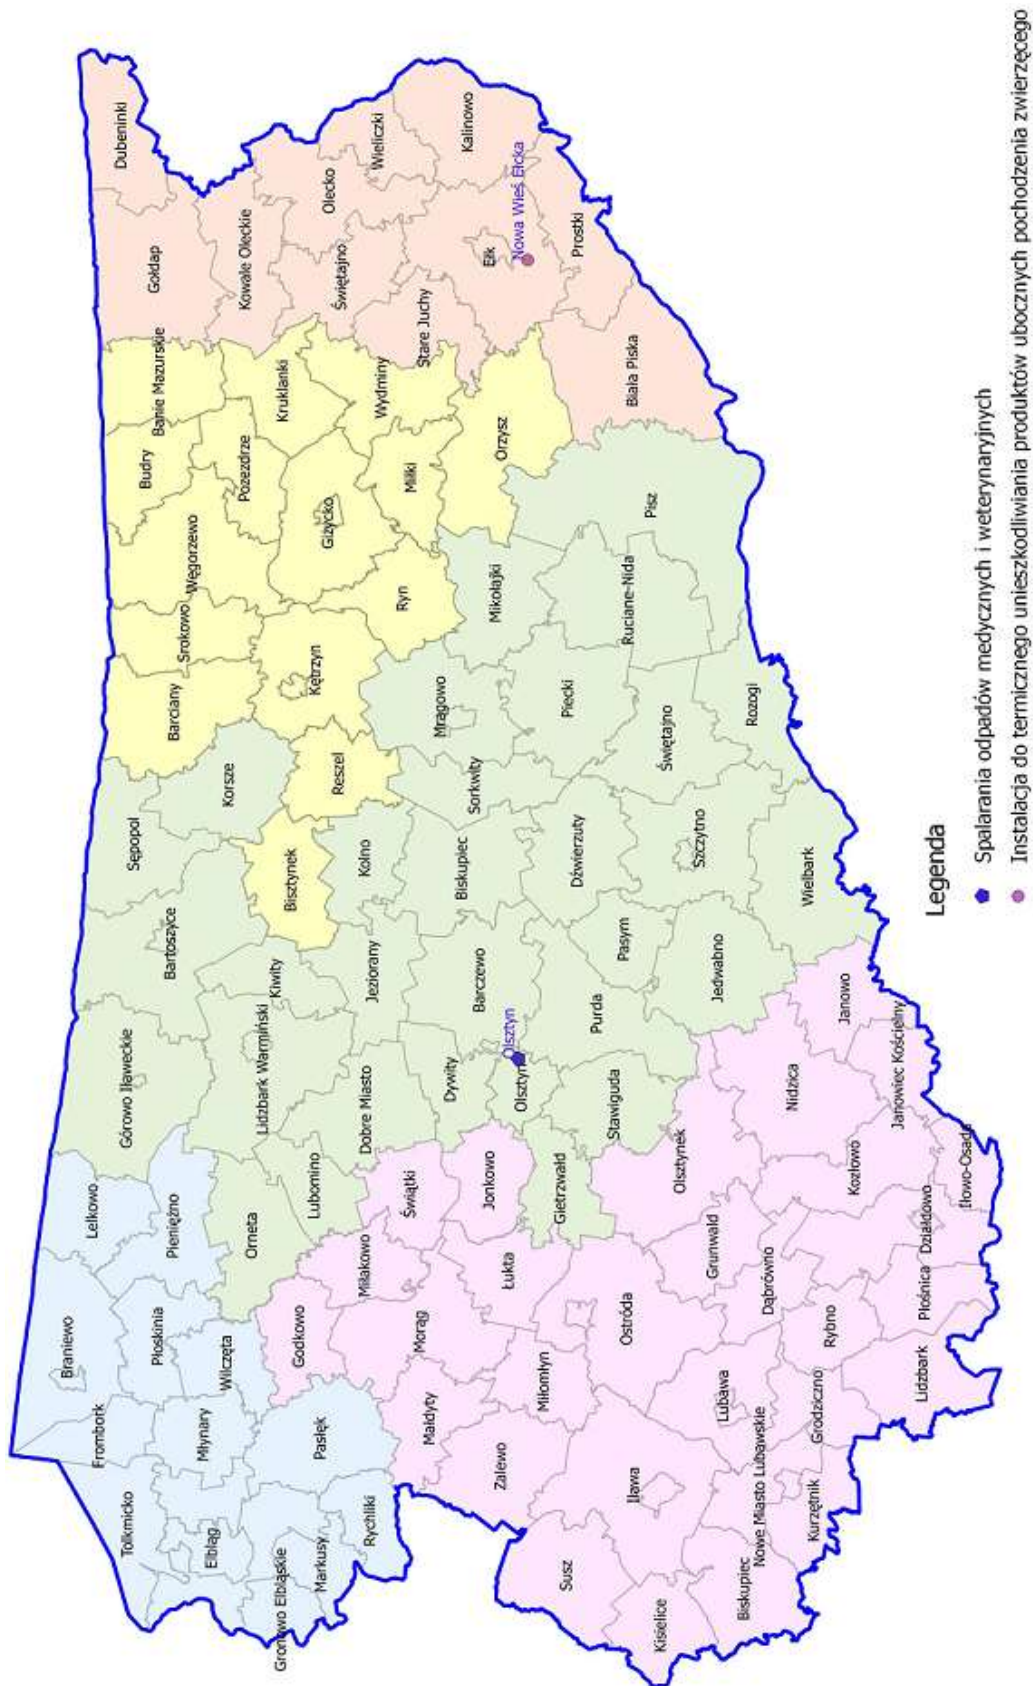 Braniewo
Frombork
Lelkowo
Dubeninki
Tolkmicko
Górowo Iławeckie
Sępopol
Budry
Gołdap
Płoskinia
Pieniężno
Bartoszyce
Barciany
Srokowo
Banie Mazurskie
Węgorzewo
Młynary
Elbląg
Wilczęta
Korsze
Pozezdrze
Kowale Oleckie
Orneta
Lidzbark Warmiński
Kiwity
Gronowo Elbląskie
Bisztynek
Kruklanki
Godkowo
Markusy
Pasłęk
Lubomino
Kętrzyn
Giżycko
Olecko
Reszel
Świętajno
Rychliki
Miłakowo
Dobre Miasto
Jeziorany
Kolno
Wieliczki
Wydminy
Ryn
Miłki
Świątki
Morąg
Stare Juchy
Małdyty
Mrągowo
Dywity
Biskupiec
Kalinowo
Sorkwity
Barczewo
Jonkowo
Ełk
Mikołajki
Zalewo
Orzysz
Łukta
Olsztyn
Nowa Wieś Ełcka
Olsztyn
Miłomłyn
Gietrzwałd
Susz
Piecki
Prostki
Dźwierzuty
Purda
Stawiguda
Pasym
Ruciane-Nida
Ostróda
Iława
Biała Piska
Pisz
Kisielice
Świętajno
Olsztynek
Szczytno
Grunwald
Jedwabno
Lubawa
Biskupiec
Rozogi
Nowe Miasto Lubawskie
Dąbrówno
Nidzica
Wielbark
Kurzętnik
Grodziczno
Rybno
Janowo
Kozłowo
Janowiec Kościelny
Lidzbark
Płośnica
Działdowo
Iłowo-Osada
Legenda
Spalarania odpadów medycznych i weterynaryjnych
Instalacja do termicznego unieszkodliwiania produktów ubocznych pochodzenia zwierzęcego